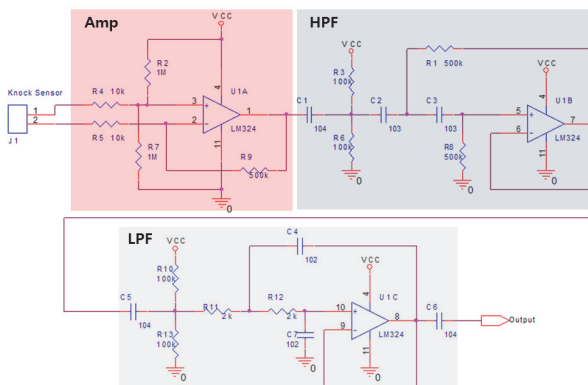 Amp
HPF
VCC
R2
1M
Knock Sensor
R4 10k
1
2
J1
R5 10k
R7
1M
3
2
4
11
1
U1A
LM324
R9
500k
0
0
C1
104
VCC
R3
100k
R6
100k
0
C2
103
R1 500k
C3
103
R8
500k
0
VCC
U1B
4
5
6
7
LM324
11
0
LPF
C4
102
VCC
R10
100k
C5
104
R13
100k
0
R11
2k
R12
2k
C7
102
0
VCC
U1C
4
10
9
8
LM324
11
0
C6
104
Output